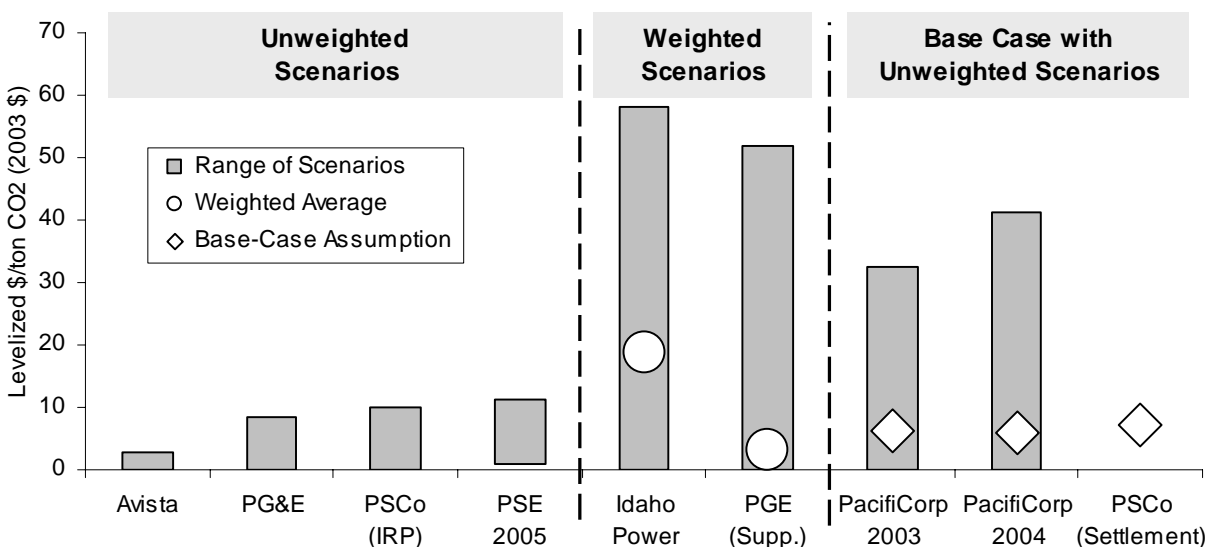 Unweighted
Scenarios
Weighted
Scenarios
Base Case with
Unweighted Scenarios
Levelized $/ton CO2 (2003 $)
70
60
50
40
30
20
10
0
Range of Scenarios
Weighted Average
Base-Case Assumption
Avista
PG&E
PSCo
(IRP)
PSE
2005
Idaho
Power
PGE
(Supp.)
PacifiCorp
2003
PacifiCorp
2004
PSCo
(Settlement)